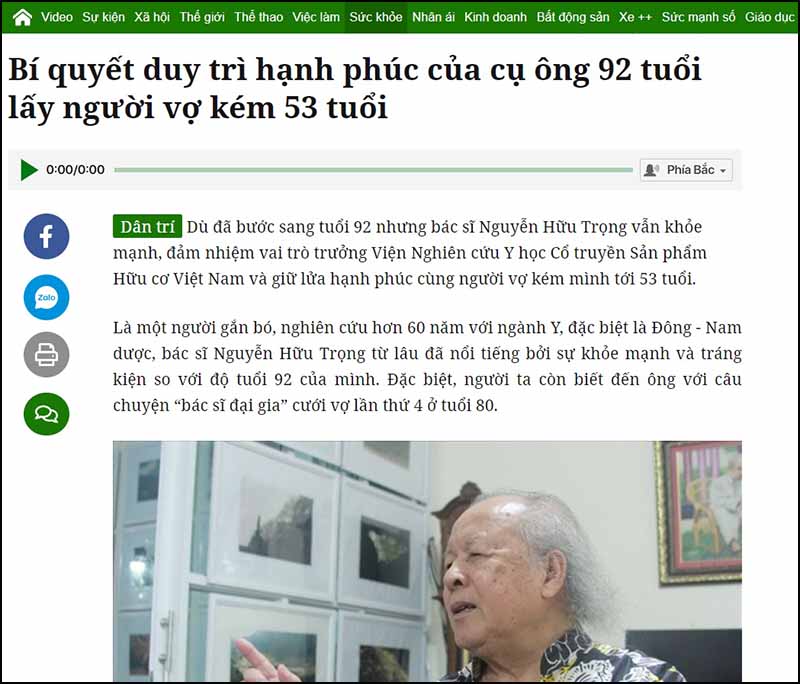 Video Sự kiện Xã hội Thế giới Thể thao Việc làm Sức khỏe Nhân ái Kinh doanh Bất động sản Xe ++ Sức mạnh số Giáo dục
Bí quyết duy trì hạnh phúc của cụ ông 92 tuổi
lấy người vợ kém 53 tuổi
0:00/0:00 Phía Bắc
Dân trí Dù đã bước sang tuổi 92 nhưng bác sĩ Nguyễn Hữu Trọng vẫn khỏe
mạnh, đảm nhiệm vai trò trưởng Viện Nghiên cứu Y học Cổ truyền Sản phẩm
Hữu cơ Việt Nam và giữ lửa hạnh phúc cùng người vợ kém mình tới 53 tuổi.
Zalo
Là một người gắn bó, nghiên cứu hơn 60 năm với ngành Y, đặc biệt là Đông - Nam
dược, bác sĩ Nguyễn Hữu Trọng từ lâu đã nổi tiếng bởi sự khỏe mạnh và tráng
kiện so với độ tuổi 92 của mình. Đặc biệt, người ta còn biết đến ông với câu
chuyện “bác sĩ đại gia” cưới vợ lần thứ 4 ở tuổi 80.